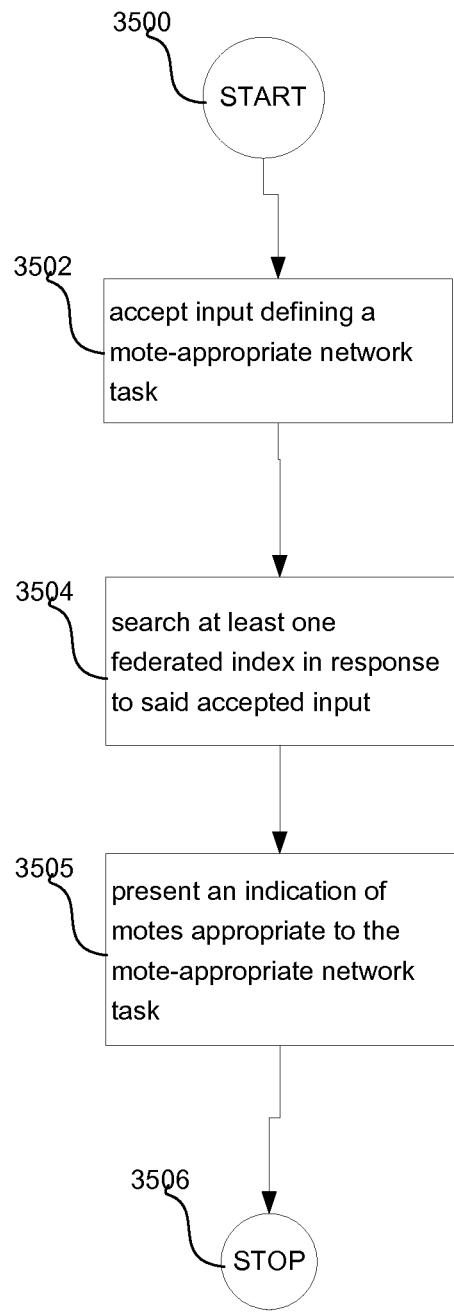 3500
START
3502
accept input defining a
mote-appropriate network
task
3504
search at least one
federated index in response
to said accepted input
3505
present an indication of
motes appropriate to the
mote-appropriate network
task
3506
STOP